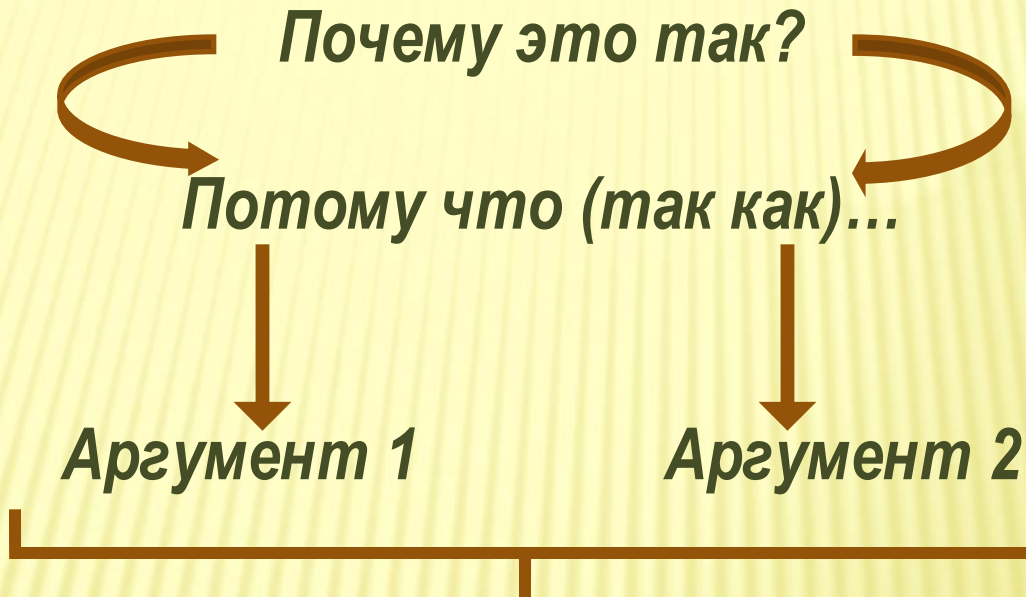 Почему это так?
Потому что (так как)...
Аргумент 1
Аргумент 2